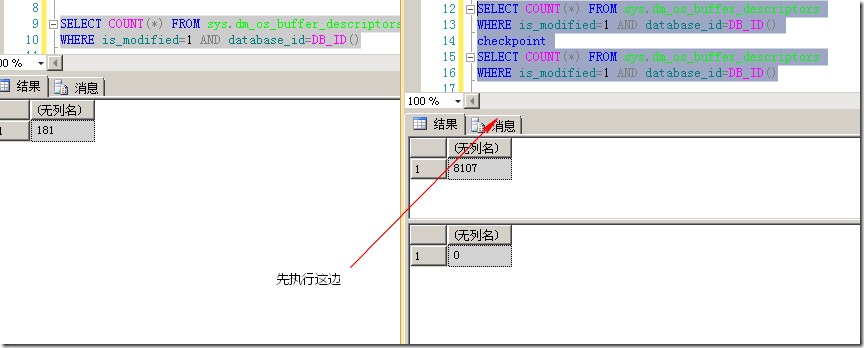 8
9 SELECT COUNT(*) FROM sys.dm_os_buffer_descriptors
10 WHERE is_modified=1 AND database_id=DB_ID()
11
00 %
结果 消息
(无列名)
1 181
12 SELECT COUNT(*) FROM sys.dm_os_buffer_descriptors
13 WHERE is_modified=1 AND database_id=DB_ID()
14 checkpoint
15 SELECT COUNT(*) FROM sys.dm_os_buffer_descriptors
16 WHERE is_modified=1 AND database_id=DB_ID()
17
100 %
结果 消息
(无列名)
1 8107
(无列名)
1 0
先执行这边